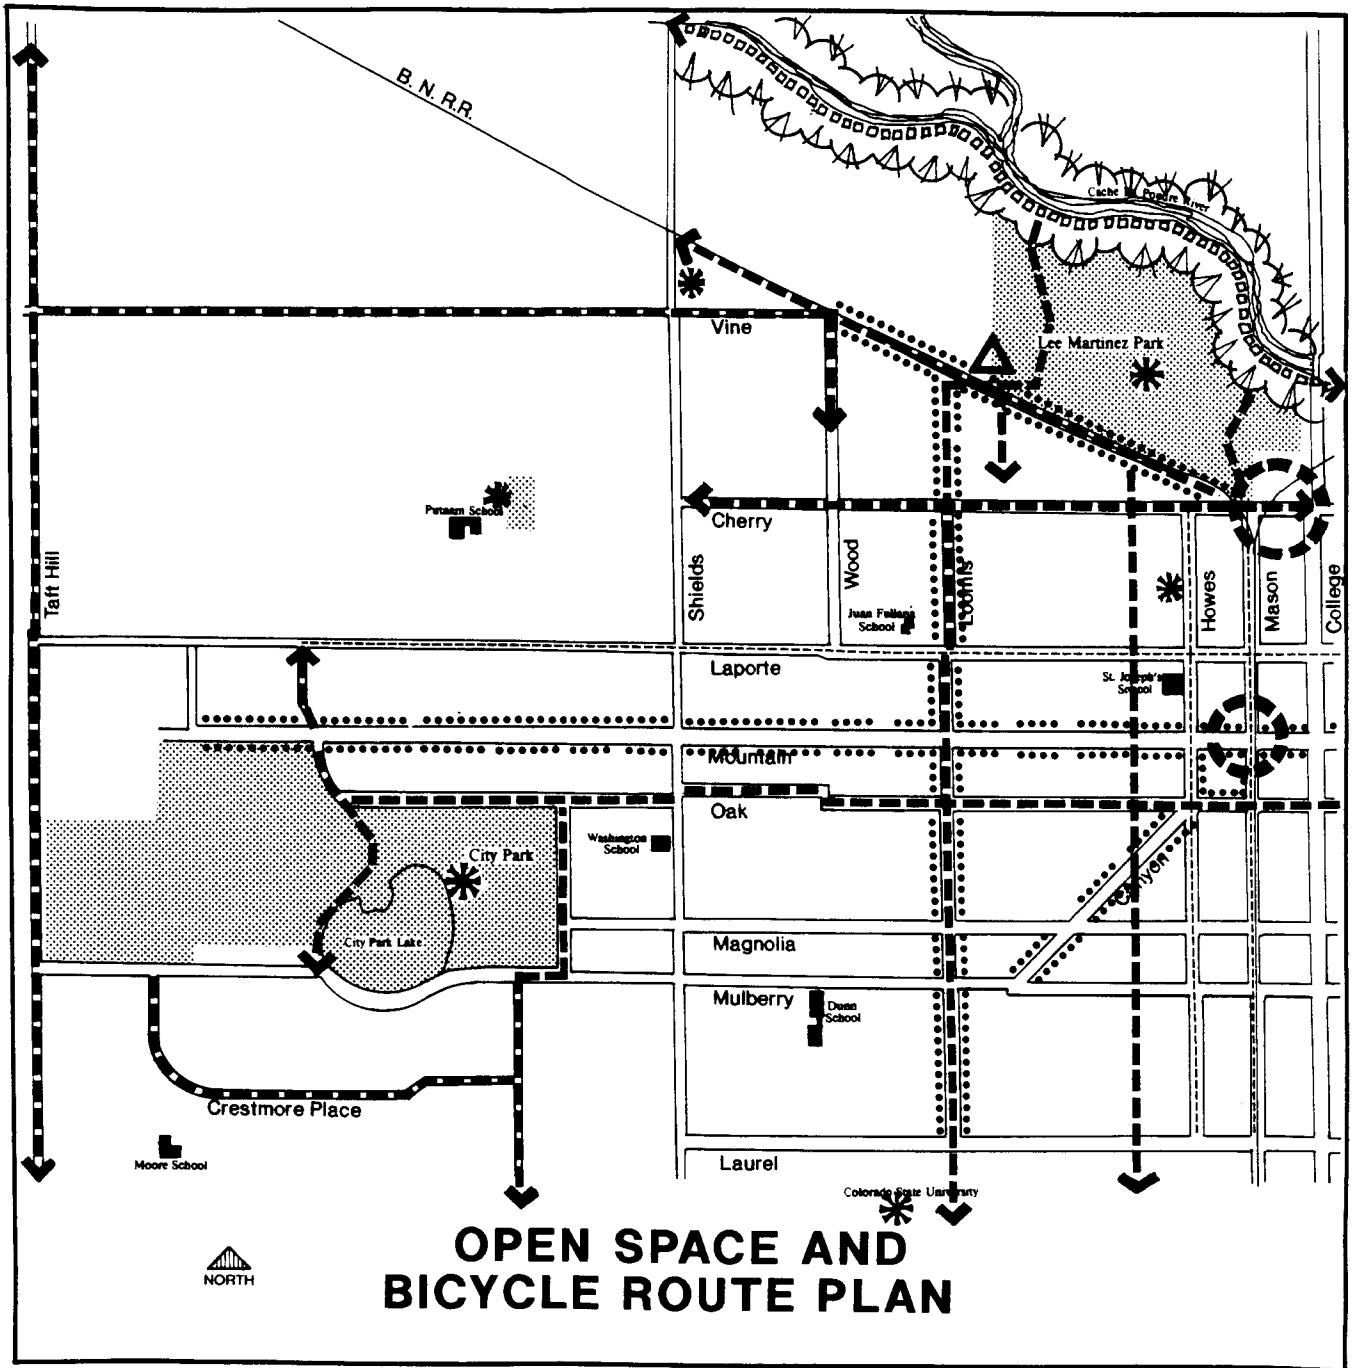 B. N. R.R.
Cache la Poudre River
Vine
Lee Martinez Park
Putnam School
Cherry
Taft Hill
Shields
Wood
Loomis
Howes
Mason
College
Juan Fullana
School
Laporte
St. Joseph's
School
Mountain
Oak
Washington
School
City Park
Canyon
City Park Lake
Magnolia
Mulberry
Dunn
School
Crestmore Place
Moore School
Laurel
Colorado State University
NORTH
OPEN SPACE AND
BICYCLE ROUTE PLAN